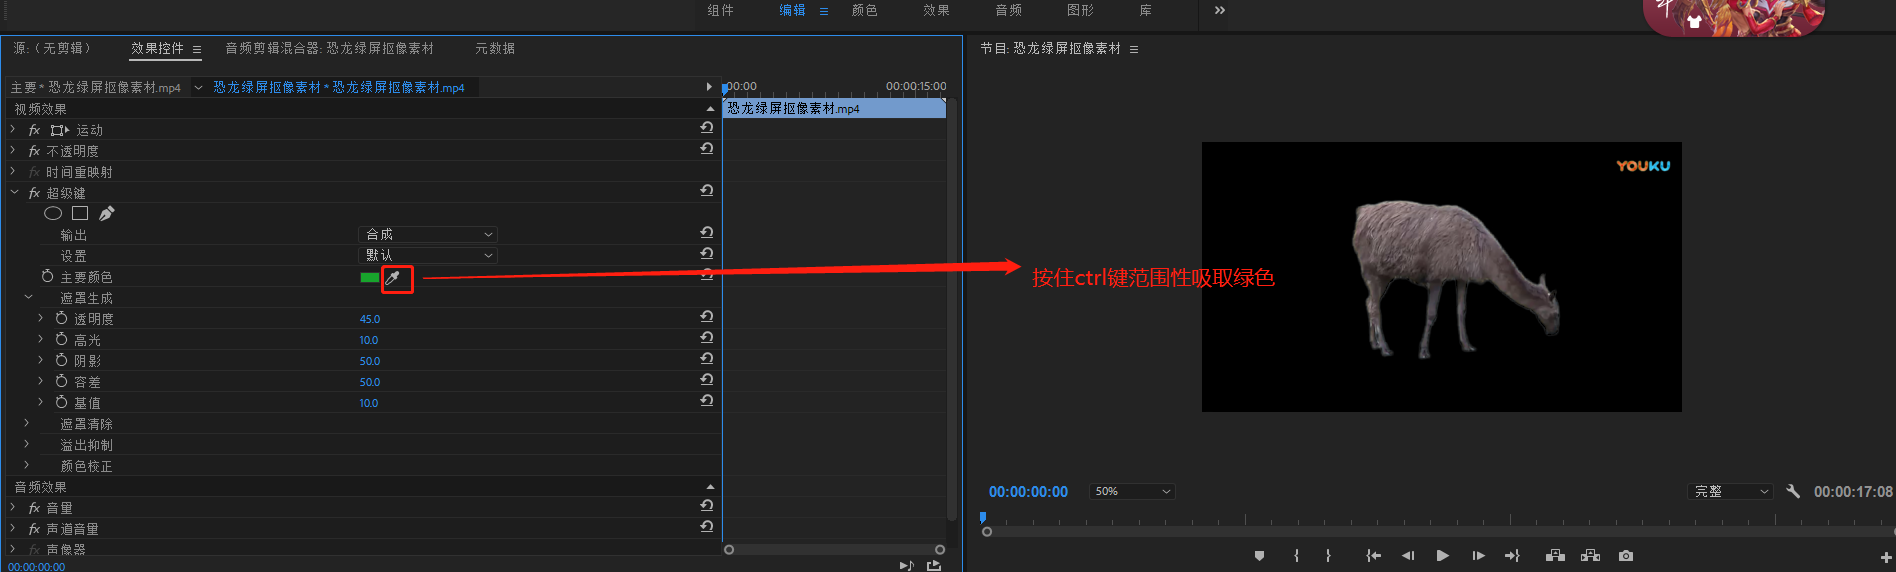 组件 编辑 颜色 效果 音频 图形 库
源:（无剪辑） 效果控件 音频剪辑混合器: 恐龙绿屏抠像素材 元数据
节目: 恐龙绿屏抠像素材
主要 * 恐龙绿屏抠像素材.mp4 恐龙绿屏抠像素材 * 恐龙绿屏抠像素材.mp4
:00:00 00:00:15:00
视频效果
恐龙绿屏抠像素材.mp4
fx 运动
fx 不透明度
fx 时间重映射
fx 超级键
输出 合成
设置 默认
主要颜色
按住ctrl键范围性吸取绿色
遮罩生成
透明度 45.0
高光 10.0
阴影 50.0
容差 50.0
基值 10.0
遮罩清除
溢出抑制
颜色校正
音频效果
fx 音量
fx 声道音量
fx 声像器
00:00:00:00
YOUKU
00:00:00:00 50% 完整 00:00:17:08